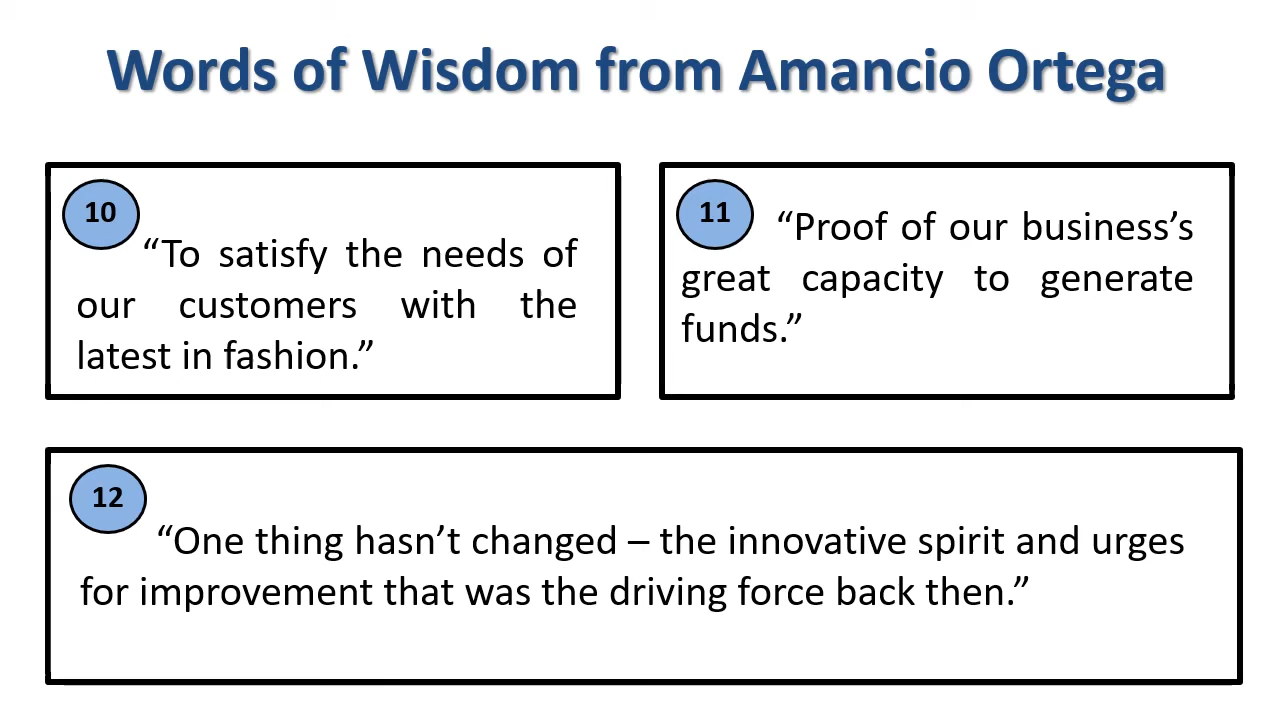 Words of Wisdom from Amancio Ortega
10
“To satisfy the needs of
our customers with the
latest in fashion.”
11
“Proof of our business’s
great capacity to generate
funds.”
12
“One thing hasn’t changed – the innovative spirit and urges
for improvement that was the driving force back then.”